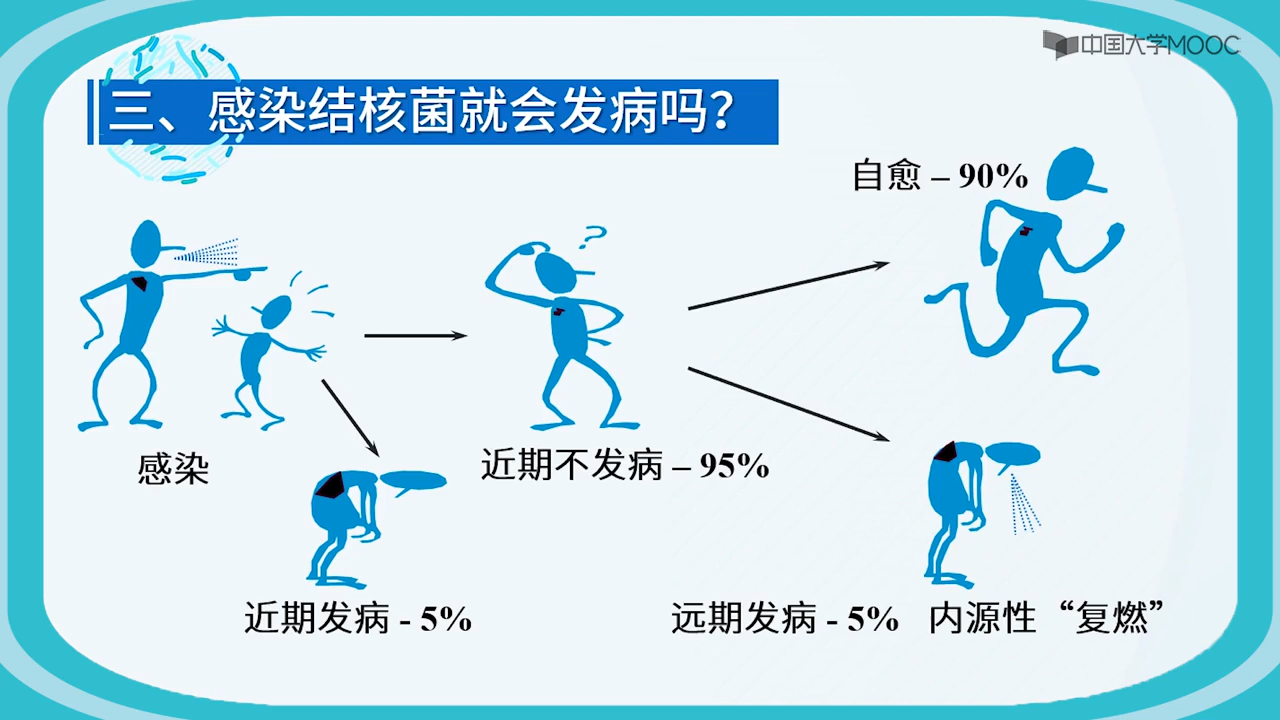 中国大学MOOC
三、感染结核菌就会发病吗？
自愈 – 90%
?
感染
近期不发病 – 95%
近期发病 - 5%
远期发病 - 5% 内源性“复燃”